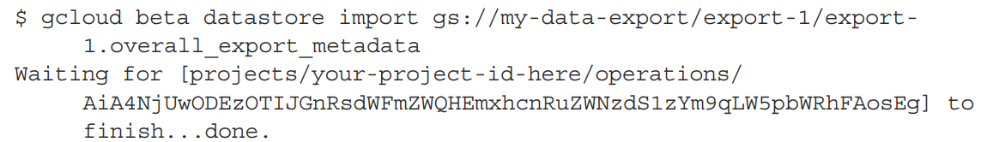 $ gcloud beta datastore import gs://my-data-export/export-1/export-
1.overall_export_metadata
Waiting for [projects/your-project-id-here/operations/
AiA4NjUwODEzOTIJGnRsdWFmZWQHEmxhcnRuZWNzdS1zYm9qLW5pbWRhFAosEg] to
finish...done.